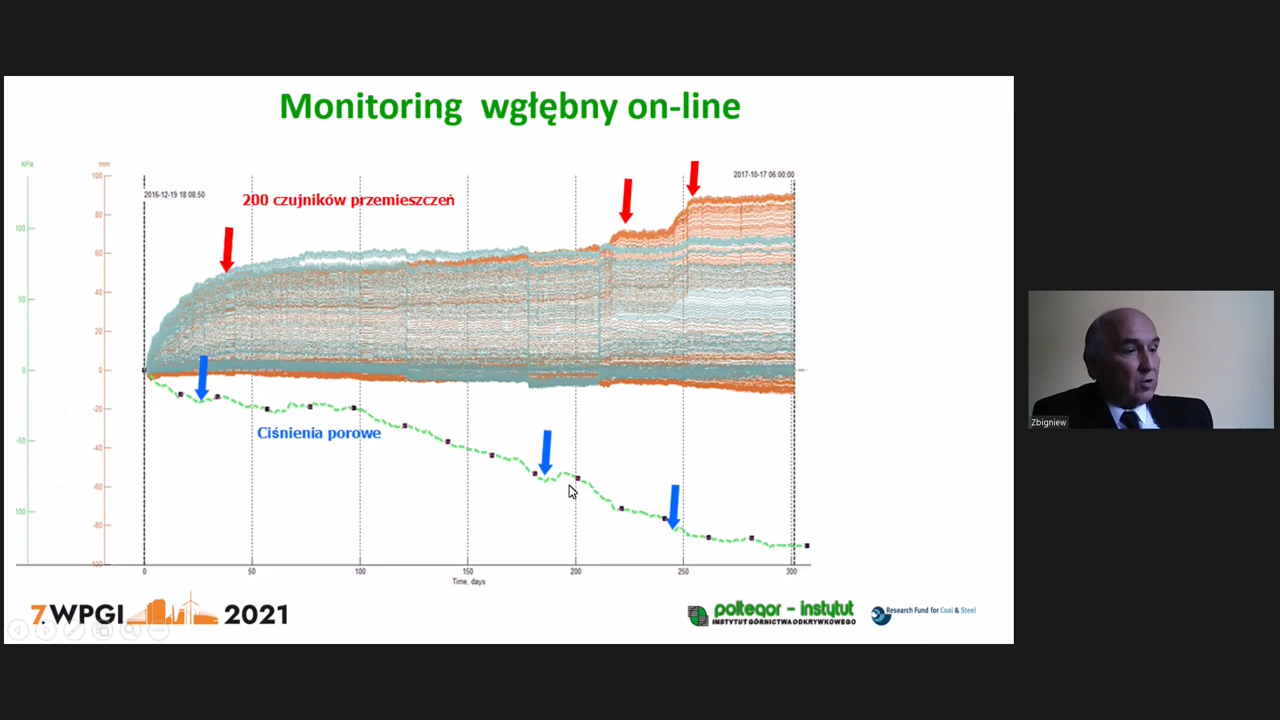 Monitoring wgłębny on-line
kPa
mm
100
80
60
40
20
0
-20
-40
-60
-80
100
50
0
-50
100
2016-12-19 18:08:50
200 czujników przemieszczeń
2017-10-17 06:00:00
Ciśnienia porowe
0
50
100
150
200
250
300
Time, days
7.WPGI 2021
poltegor - instytut
INSTYTUT GÓRNICTWA ODKRYWKOWEGO
Research Fund for Coal & Steel
Zbigniew